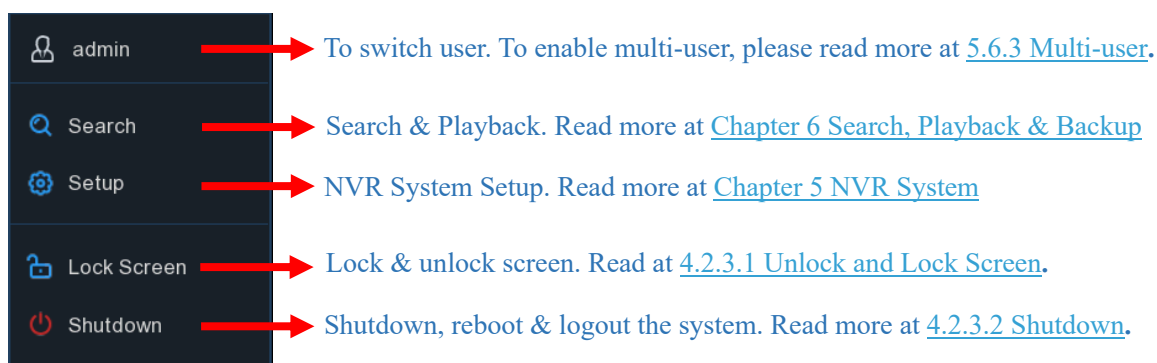 admin To switch user. To enable multi-user, please read more at 5.6.3 Multi-user.
Search Search & Playback. Read more at Chapter 6 Search, Playback & Backup
Setup NVR System Setup. Read more at Chapter 5 NVR System
Lock Screen Lock & unlock screen. Read at 4.2.3.1 Unlock and Lock Screen.
Shutdown Shutdown, reboot & logout the system. Read more at 4.2.3.2 Shutdown.